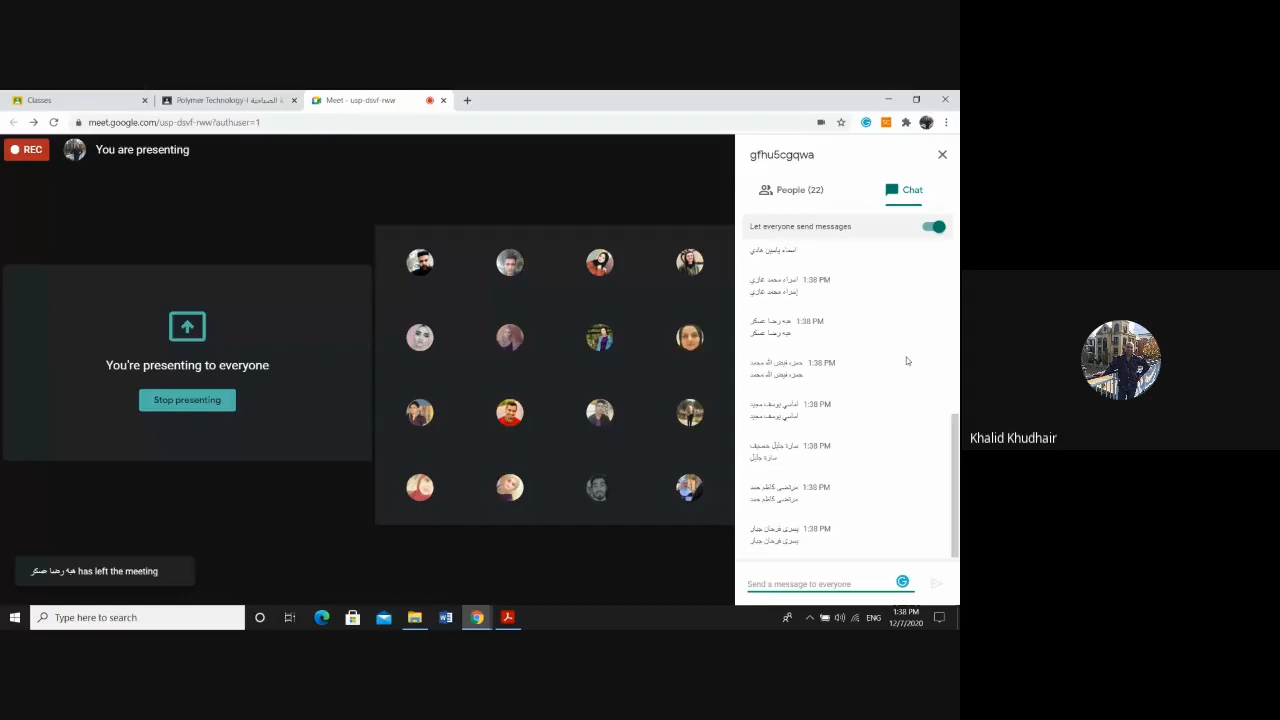 Classes
Polymer Technology-I
Meet - usp-dsvf-rww
meet.google.com/usp-dsvf-rww?authuser=1
REC
You are presenting
You're presenting to everyone
Stop presenting
هبه رضا عسكر has left the meeting
gfhu5cgqwa
People (22)
Chat
Let everyone send messages
اسماء ياسين هادي
اسراء محمد غازي 1:38 PM
إسراء محمد غازي
هبه رضا عسكر 1:38 PM
هبه رضا عسكر
حمزه فيض الله محمد 1:38 PM
حمزه فيض الله محمد
اماسي يوسف مجيد 1:38 PM
اماسي يوسف مجيد
سارة جليل 1:38 PM
سارة جليل
مرتضى كاظم حمد 1:38 PM
مرتضى كاظم حمد
يسرى فرحان جبار 1:38 PM
يسرى فرحان جبار
Send a message to everyone
Khalid Khudhair
Type here to search
ENG
1:38 PM
12/7/2020